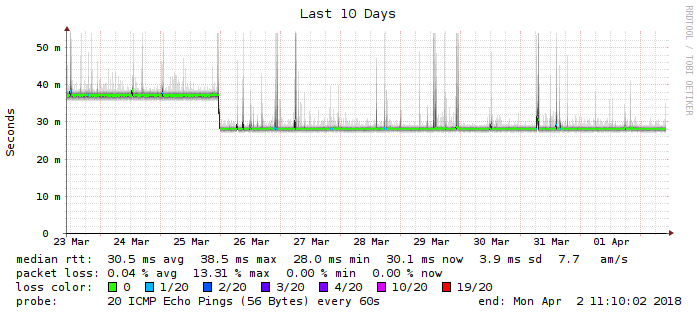 Last 10 Days
RRDTOOL / TOBI OETIKER
Seconds
50 m
40 m
30 m
20 m
10 m
0
23 Mar 24 Mar 25 Mar 26 Mar 27 Mar 28 Mar 29 Mar 30 Mar 31 Mar 01 Apr
median rtt: 30.5 ms avg 38.5 ms max 28.0 ms min 30.1 ms now 3.9 ms sd 7.7 am/s
packet loss: 0.04 % avg 13.31 % max 0.00 % min 0.00 % now
loss color: 0 1/20 2/20 3/20 4/20 10/20 19/20
probe: 20 ICMP Echo Pings (56 Bytes) every 60s end: Mon Apr 2 11:10:02 2018